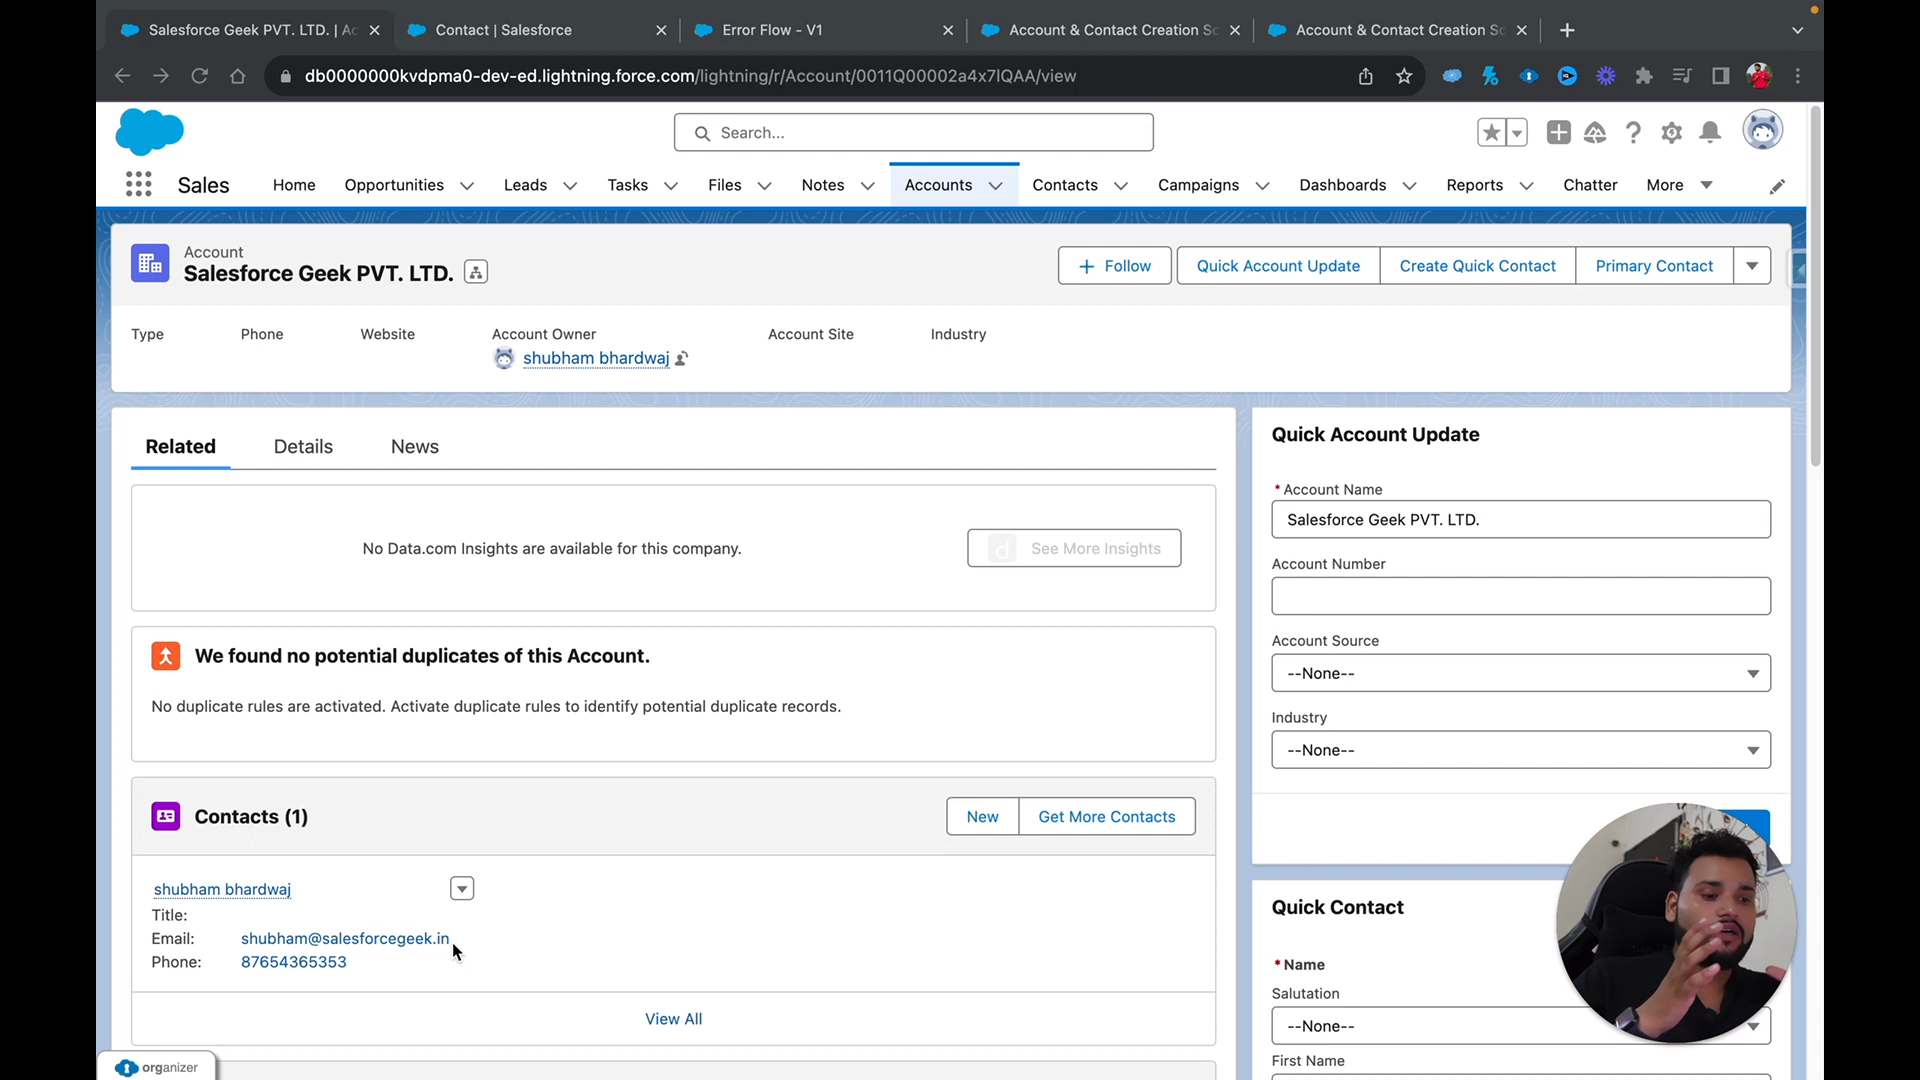 Salesforce Geek PVT. LTD. | Ac
Contact | Salesforce
Error Flow - V1
Account & Contact Creation Sc
Account & Contact Creation Sc
db0000000kvdpma0-dev-ed.lightning.force.com/lightning/r/Account/0011Q00002a4x7lQAA/view
Search...
Sales
Home
Opportunities
Leads
Tasks
Files
Notes
Accounts
Contacts
Campaigns
Dashboards
Reports
Chatter
More
Account
Salesforce Geek PVT. LTD.
Follow
Quick Account Update
Create Quick Contact
Primary Contact
Type
Phone
Website
Account Owner
Account Site
Industry
shubham bhardwaj
Related
Details
News
No Data.com Insights are available for this company.
See More Insights
We found no potential duplicates of this Account.
No duplicate rules are activated. Activate duplicate rules to identify potential duplicate records.
Contacts (1)
New
Get More Contacts
shubham bhardwaj
Title:
Email: shubham@salesforcegeek.in
Phone: 87654365353
View All
organizer
Quick Account Update
* Account Name
Salesforce Geek PVT. LTD.
Account Number
Account Source
--None--
Industry
--None--
Quick Contact
* Name
Salutation
--None--
First Name